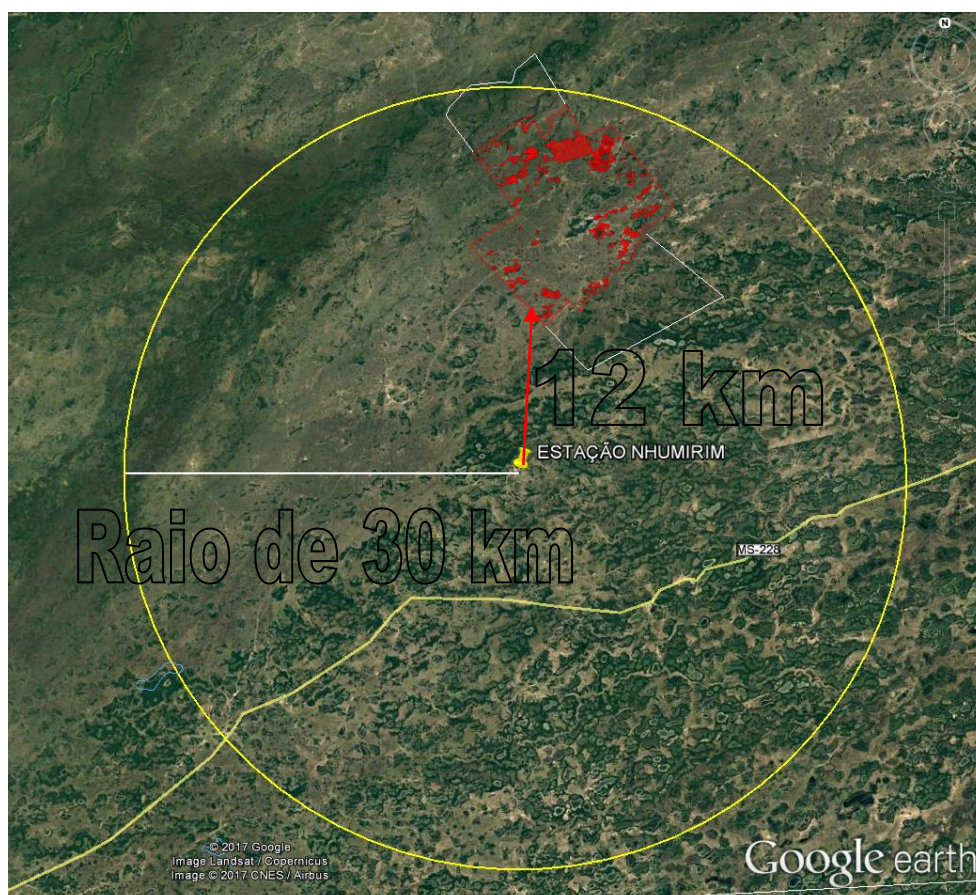 N
12 km
ESTAÇÃO NHUMIRIM
Raio de 30 km
MS-228
© 2017 Google
Image Landsat / Copernicus
Image © 2017 CNES / Airbus
Google earth